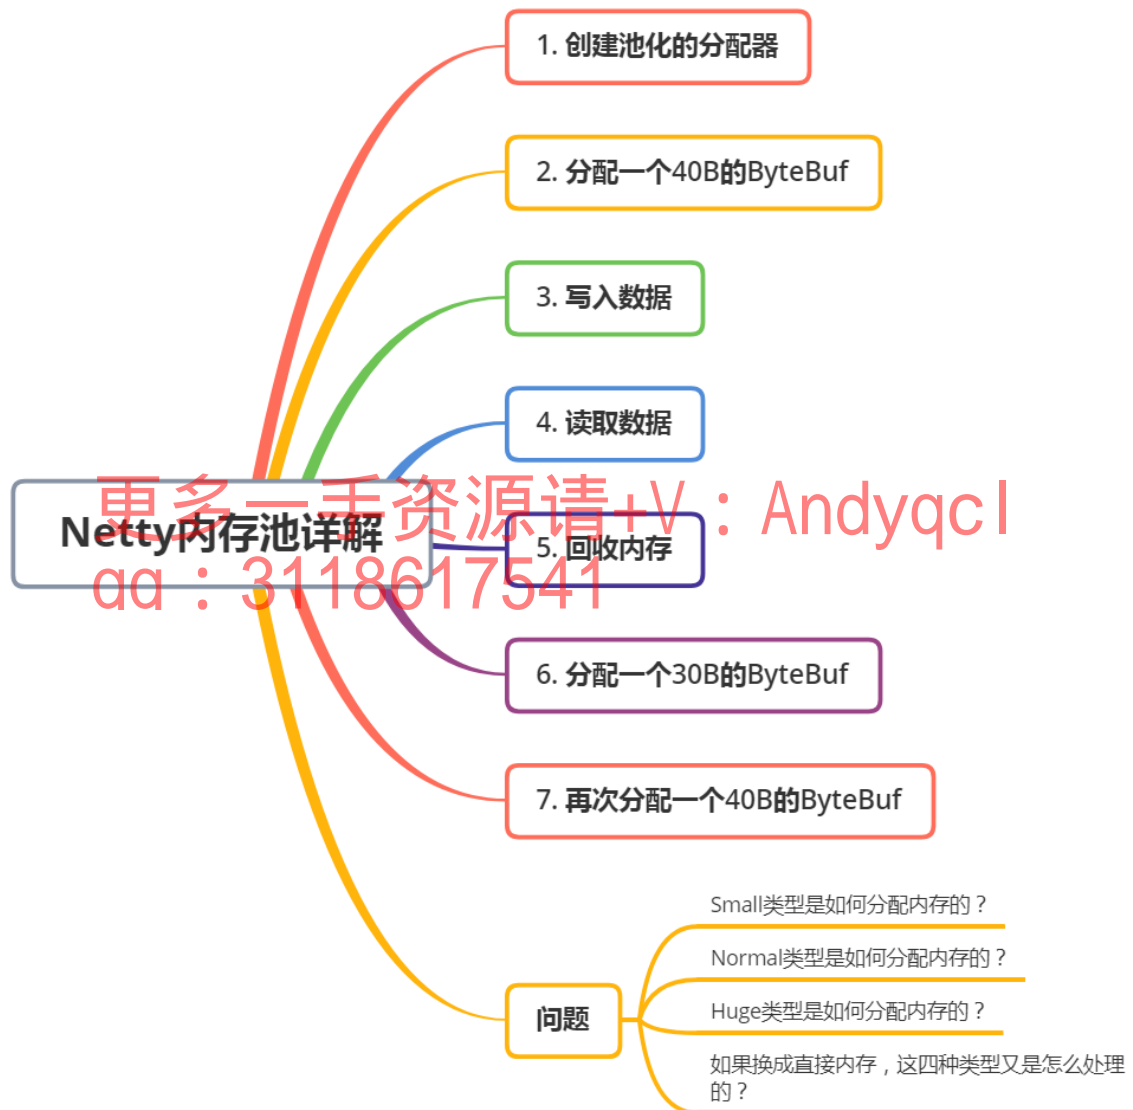 1. 创建池化的分配器
2. 分配一个40B的ByteBuf
3. 写入数据
4. 读取数据
更多一手资源请+V：Andyqcl
Netty内存池详解
5. 回收内存
qq：3118617541
6. 分配一个30B的ByteBuf
7. 再次分配一个40B的ByteBuf
问题
Small类型是如何分配内存的？
Normal类型是如何分配内存的？
Huge类型是如何分配内存的？
如果换成直接内存，这四种类型又是怎么处理
的？